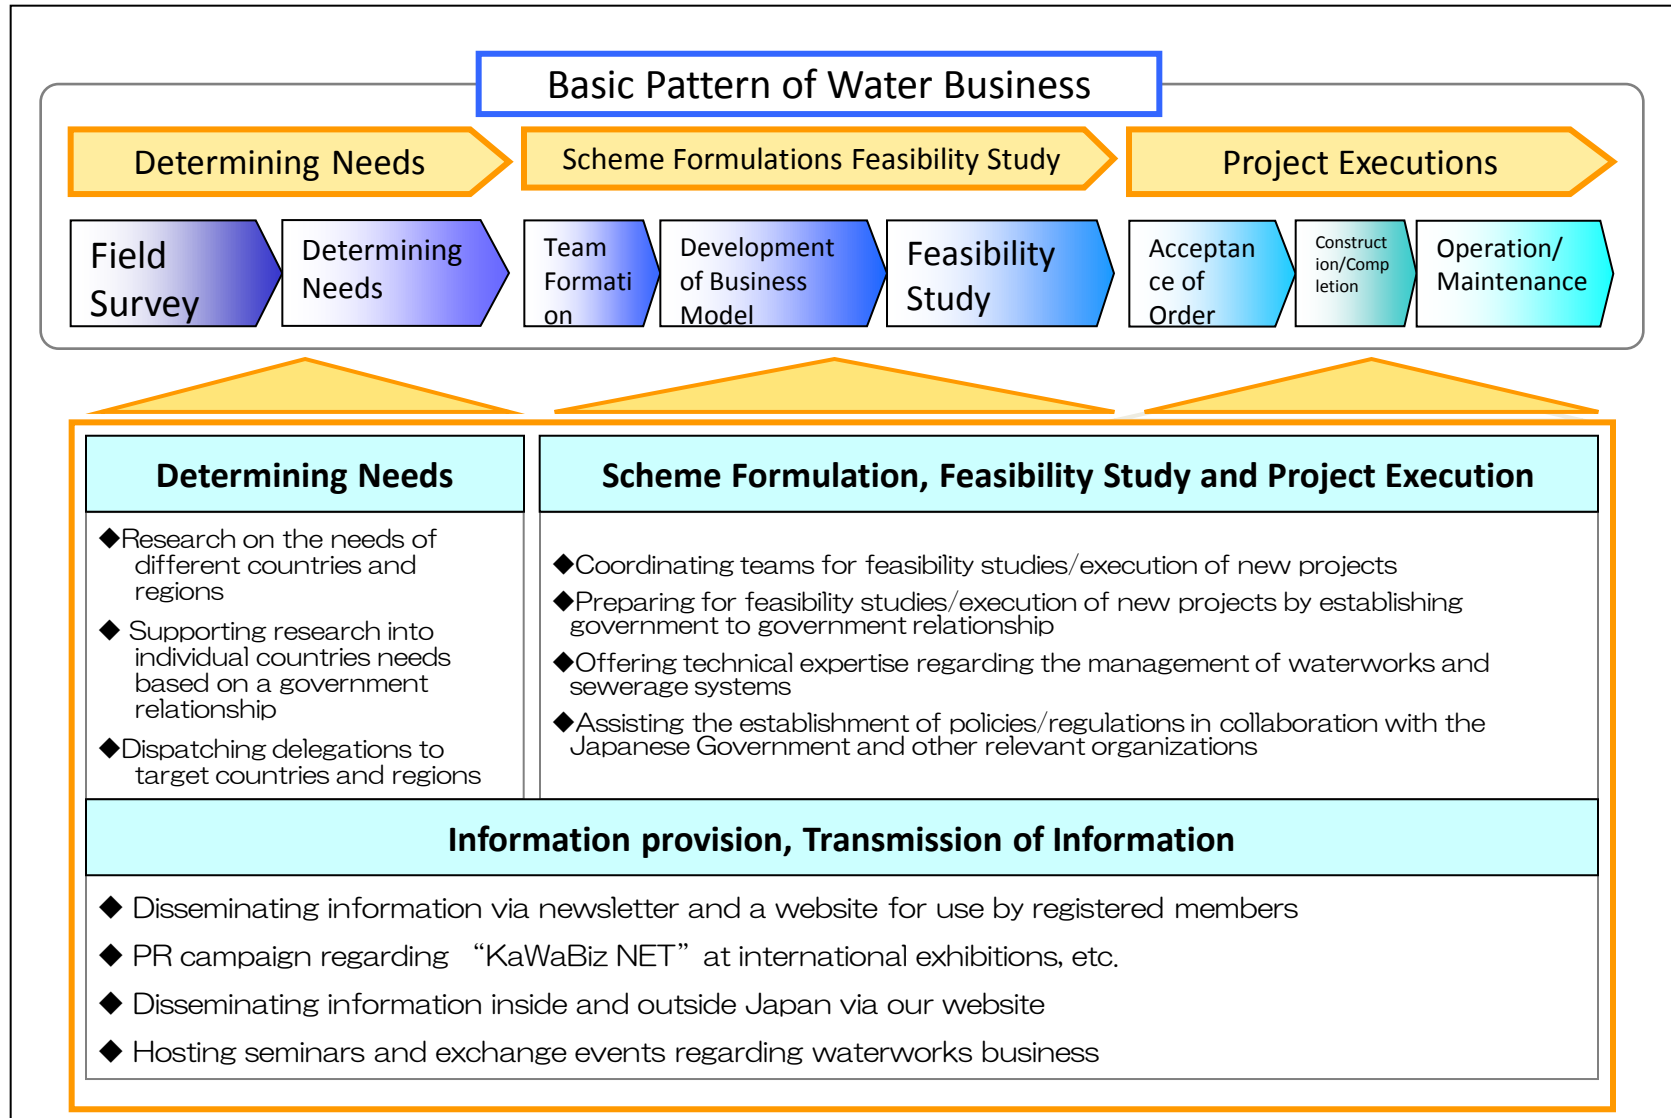 Basic Pattern of Water Business
Determining Needs
Scheme Formulations Feasibility Study
Project Executions
Field
Survey
Determining
Needs
Team
Formati
on
Development
of Business
Model
Feasibility
Study
Acceptan
ce of
Order
Construct
ion/Comp
letion
Operation/
Maintenance
Determining Needs
◆Research on the needs of
different countries and
regions
◆ Supporting research into
individual countries needs
based on a government
relationship
◆Dispatching delegations to
target countries and regions
Scheme Formulation, Feasibility Study and Project Execution
◆Coordinating teams for feasibility studies/execution of new projects
◆Preparing for feasibility studies/execution of new projects by establishing
government to government relationship
◆Offering technical expertise regarding the management of waterworks and
sewerage systems
◆Assisting the establishment of policies/regulations in collaboration with the
Japanese Government and other relevant organizations
Information provision, Transmission of Information
◆ Disseminating information via newsletter and a website for use by registered members
◆ PR campaign regarding “KaWaBiz NET” at international exhibitions, etc.
◆ Disseminating information inside and outside Japan via our website
◆ Hosting seminars and exchange events regarding waterworks business